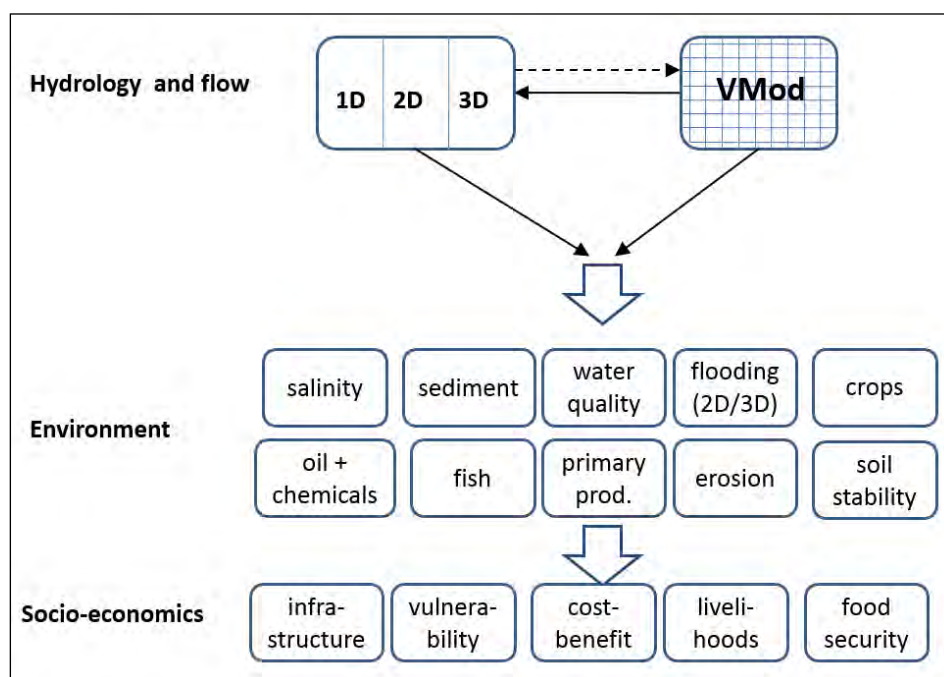 Hydrology and flow
1D 2D 3D
VMod
Environment
salinity
sediment
water
quality
flooding
(2D/3D)
crops
oil +
chemicals
fish
primary
prod.
erosion
soil
stability
Socio-economics
infra-
structure
vulnera-
bility
cost-
benefit
liveli-
hoods
food
security